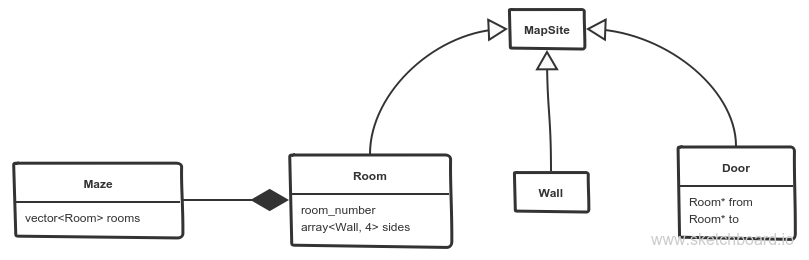 MapSite
Maze
vector<Room> rooms
Room
room_number
array<Wall, 4> sides
Wall
Door
Room* from
Room* to
www.sketchboard.io